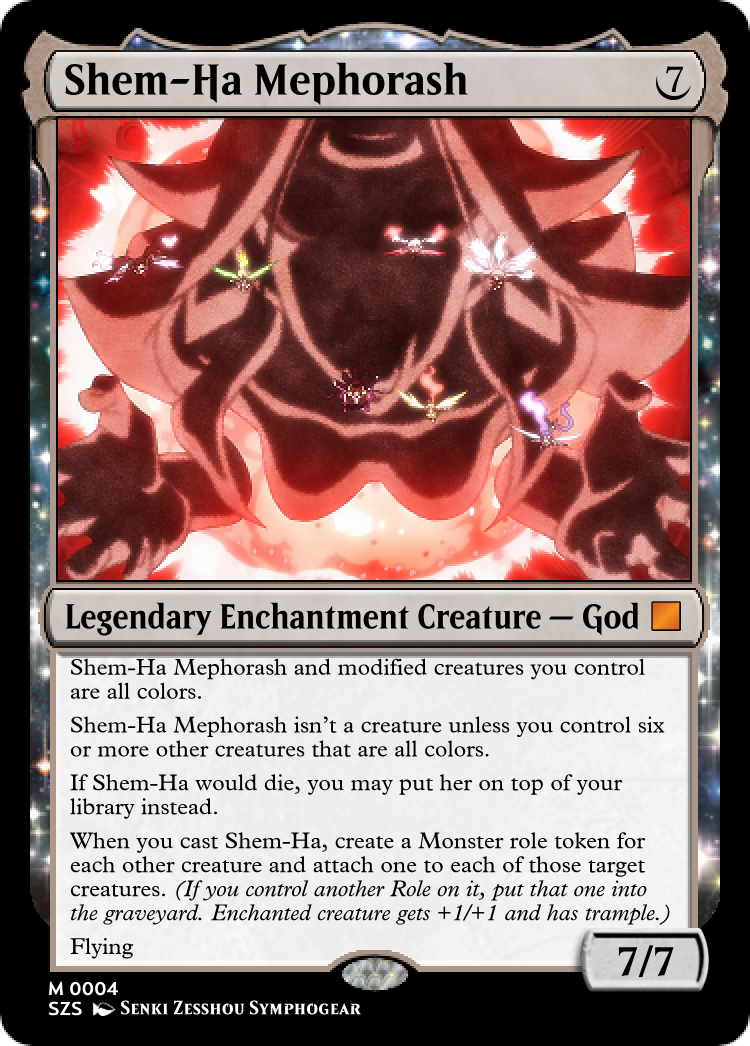 Shem-Ha Mephorash 7
Legendary Enchantment Creature — God
Shem-Ha Mephorash and modified creatures you control
are all colors.
Shem-Ha Mephorash isn't a creature unless you control six
or more other creatures that are all colors.
If Shem-Ha would die, you may put her on top of your
library instead.
When you cast Shem-Ha, create a Monster role token for
each other creature and attach one to each of those target
creatures. (If you control another Role on it, put that one into
the graveyard. Enchanted creature gets +1/+1 and has trample.)
Flying
7/7
M 0004
SZS Senki Zesshou Symphogear